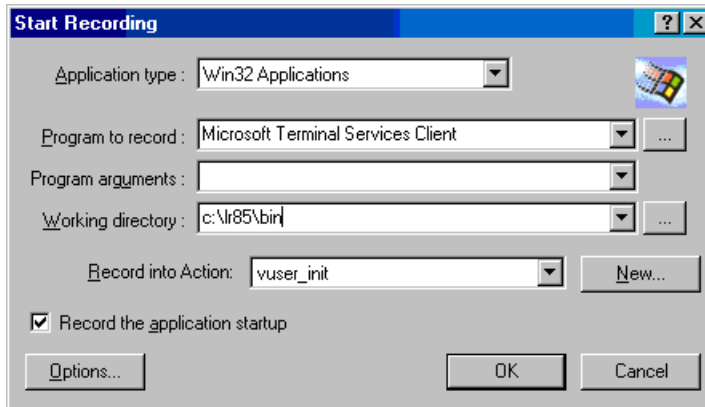 Start Recording
Application type : Win32 Applications
Program to record : Microsoft Terminal Services Client ...
Program arguments :
Working directory : c:\lr85\bin ...
Record into Action: vuser_init New...
Record the application startup
Options... OK Cancel